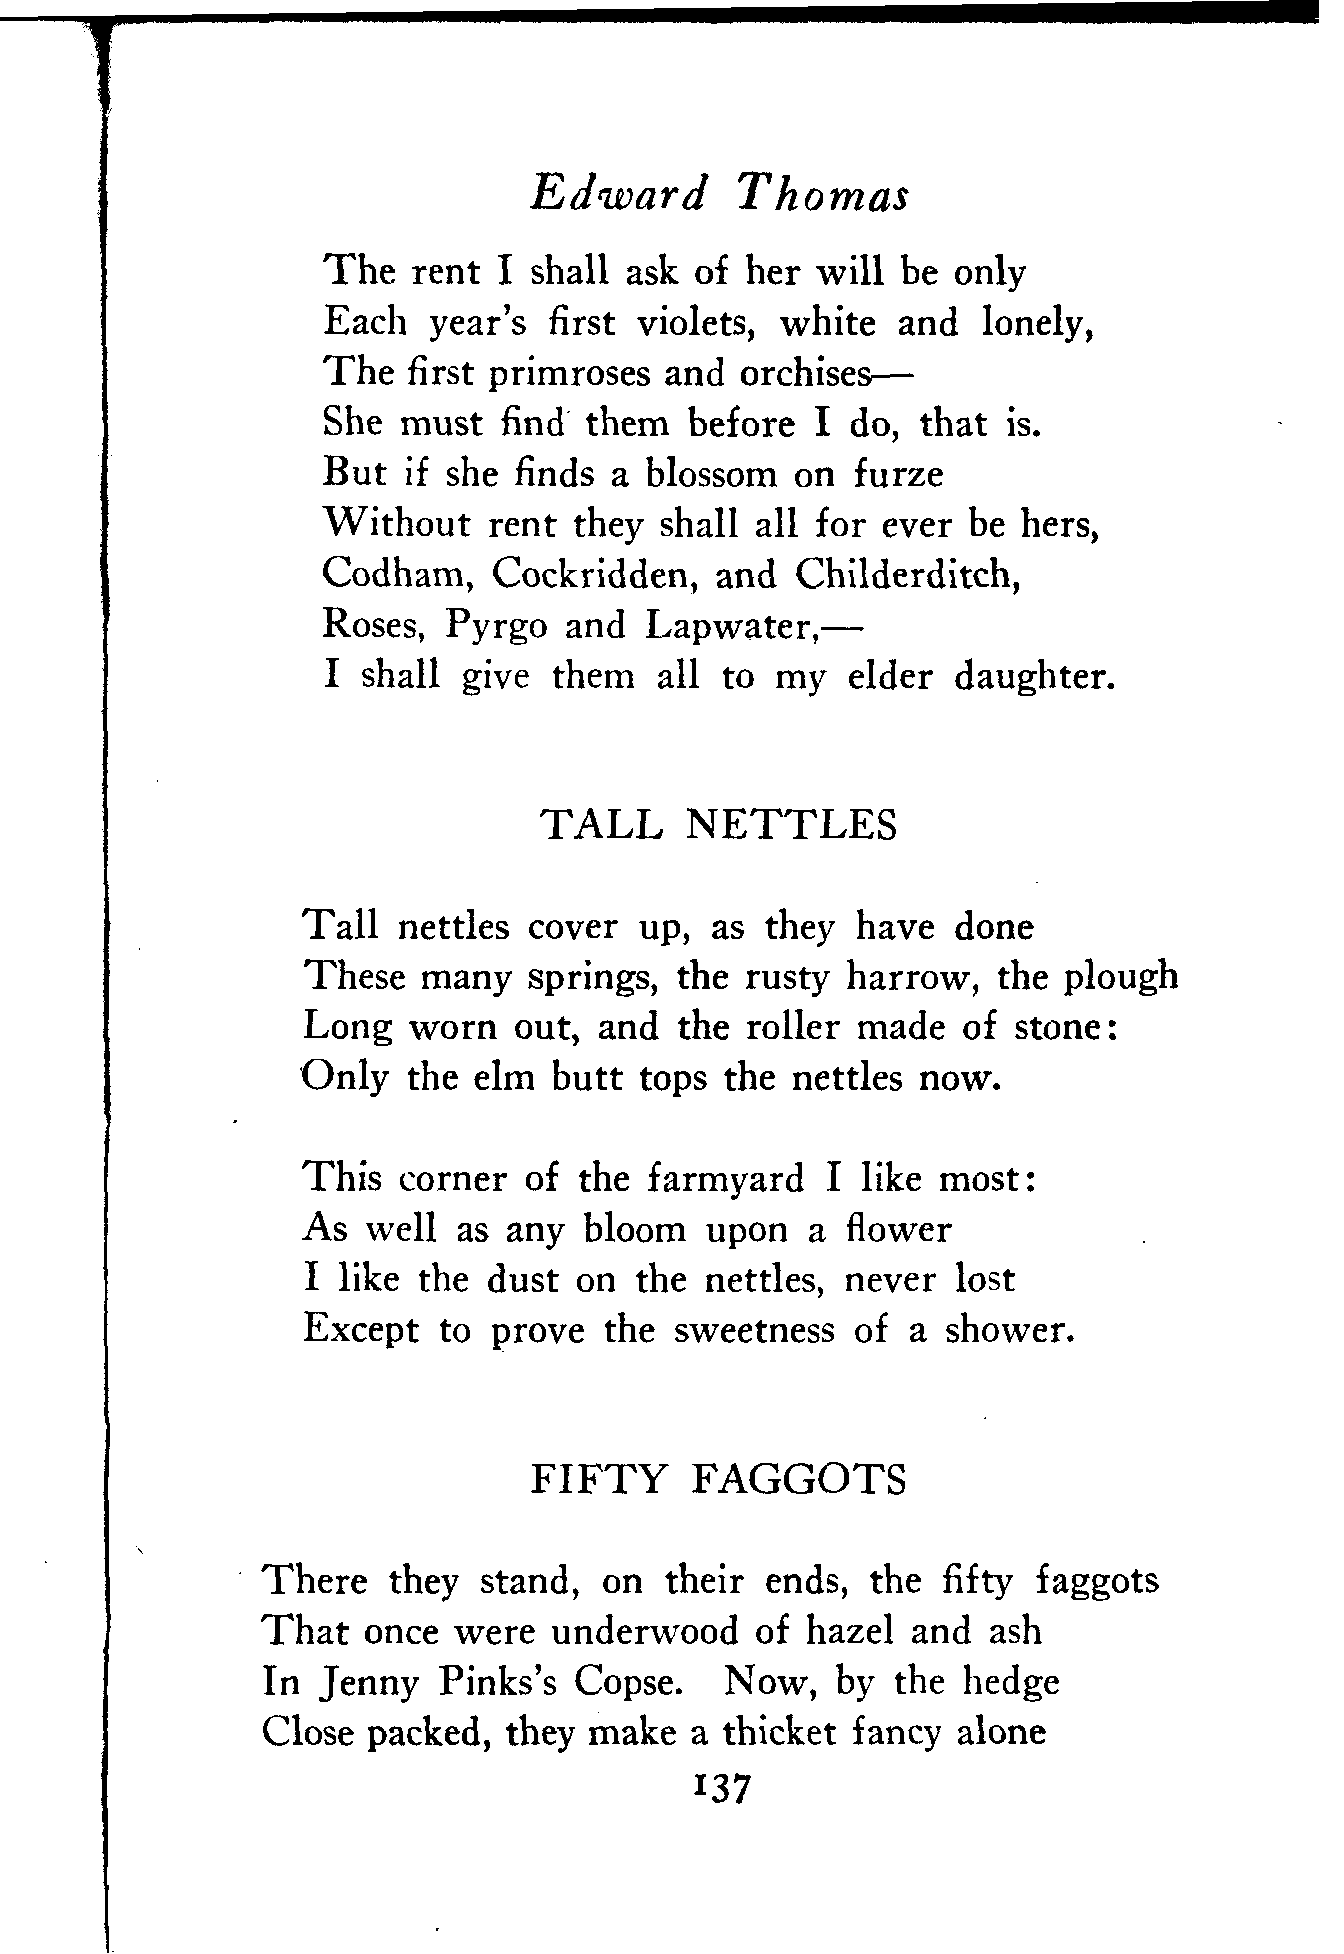 Edward Thomas
The rent I shall ask of her will be only
Each year's first violets, white and lonely,
The first primroses and orchises—
She must find them before I do, that is.
But if she finds a blossom on furze
Without rent they shall all for ever be hers,
Codham, Cockridden, and Childerditch,
Roses, Pyrgo and Lapwater,—
I shall give them all to my elder daughter.
TALL NETTLES
Tall nettles cover up, as they have done
These many springs, the rusty harrow, the plough
Long worn out, and the roller made of stone:
Only the elm butt tops the nettles now.
This corner of the farmyard I like most:
As well as any bloom upon a flower
I like the dust on the nettles, never lost
Except to prove the sweetness of a shower.
FIFTY FAGGOTS
There they stand, on their ends, the fifty faggots
That once were underwood of hazel and ash
In Jenny Pinks's Copse. Now, by the hedge
Close packed, they make a thicket fancy alone
137